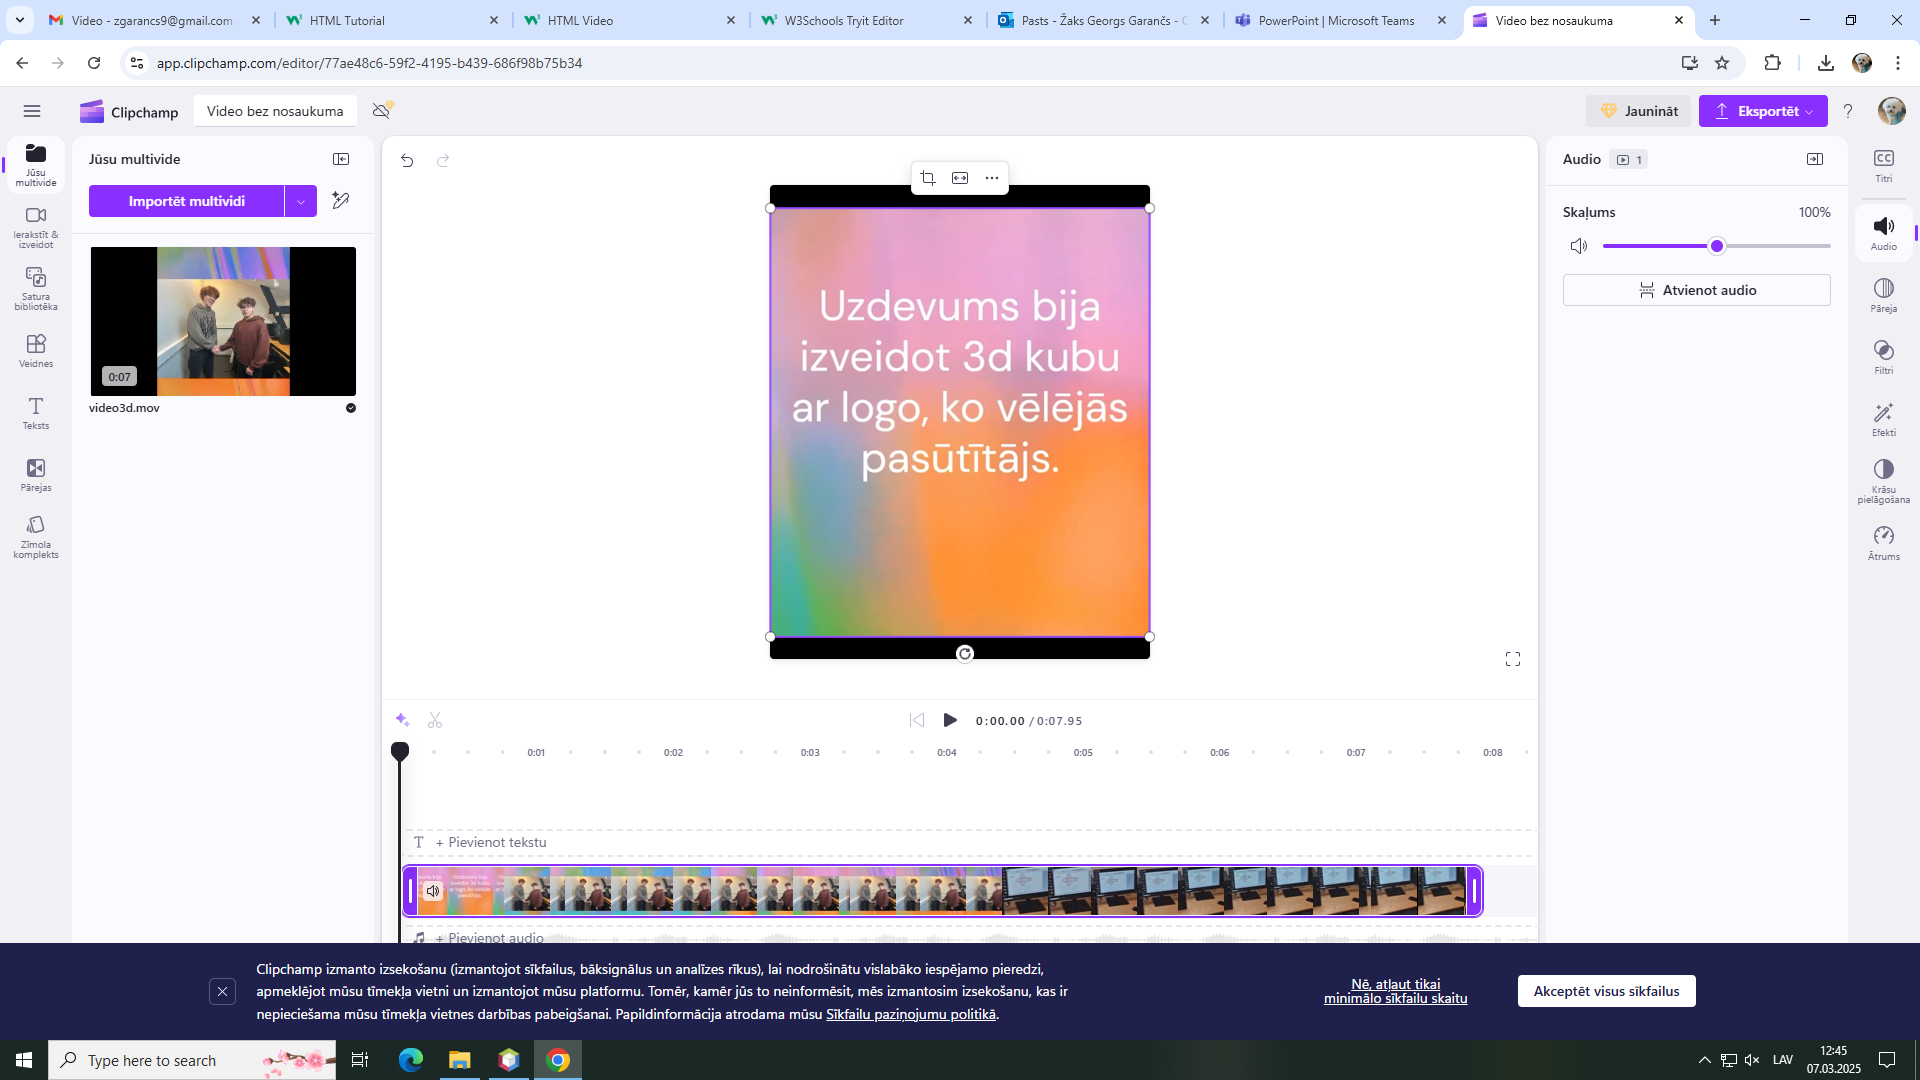 Video - zgarancs9@gmail.com
HTML Tutorial
HTML Video
W3Schools Tryit Editor
Pasts - Žaks Georgs Garančs -
PowerPoint | Microsoft Teams
Video bez nosaukuma
app.clipchamp.com/editor/77ae48c6-59f2-4195-b439-686f98b75b34
Clipchamp
Video bez nosaukuma
Jaunināt
Eksportēt
?
Jūsu
multivide
Ierakstīt &
izveidot
Satura
bibliotēka
Veidnes
Teksts
Pārejas
Zīmola
komplekts
Jūsu multivide
Importēt multividi
0:07
video3d.mov
Uzdevums bija
izveidot 3d kubu
ar logo, ko vēlējās
pasūtītājs.
Audio
1
Skaļums
100%
Atvienot audio
CC
Titri
Audio
Pāreja
Filtri
Efekti
Krāsu
pielāgošana
Ātrums
0:00.00 / 0:07.95
0:01
0:02
0:03
0:04
0:05
0:06
0:07
0:08
T + Pievienot tekstu
+ Pievienot audio
Clipchamp izmanto izsekošanu (izmantojot sīkfailus, bāksignālus un analīzes rīkus), lai nodrošinātu vislabāko iespējamo pieredzi,
apmeklējot mūsu tīmekļa vietni un izmantojot mūsu platformu. Tomēr, kamēr jūs to neinformēsit, mēs izmantosim izsekošanu, kas ir
nepieciešama mūsu tīmekļa vietnes darbības pabeigšanai. Papildinformācija atrodama mūsu Sīkfailu paziņojumu politikā.
Nē, atļaut tikai
minimālo sīkfailu skaitu
Akceptēt visus sīkfailus
Type here to search
LAV
12:45
07.03.2025